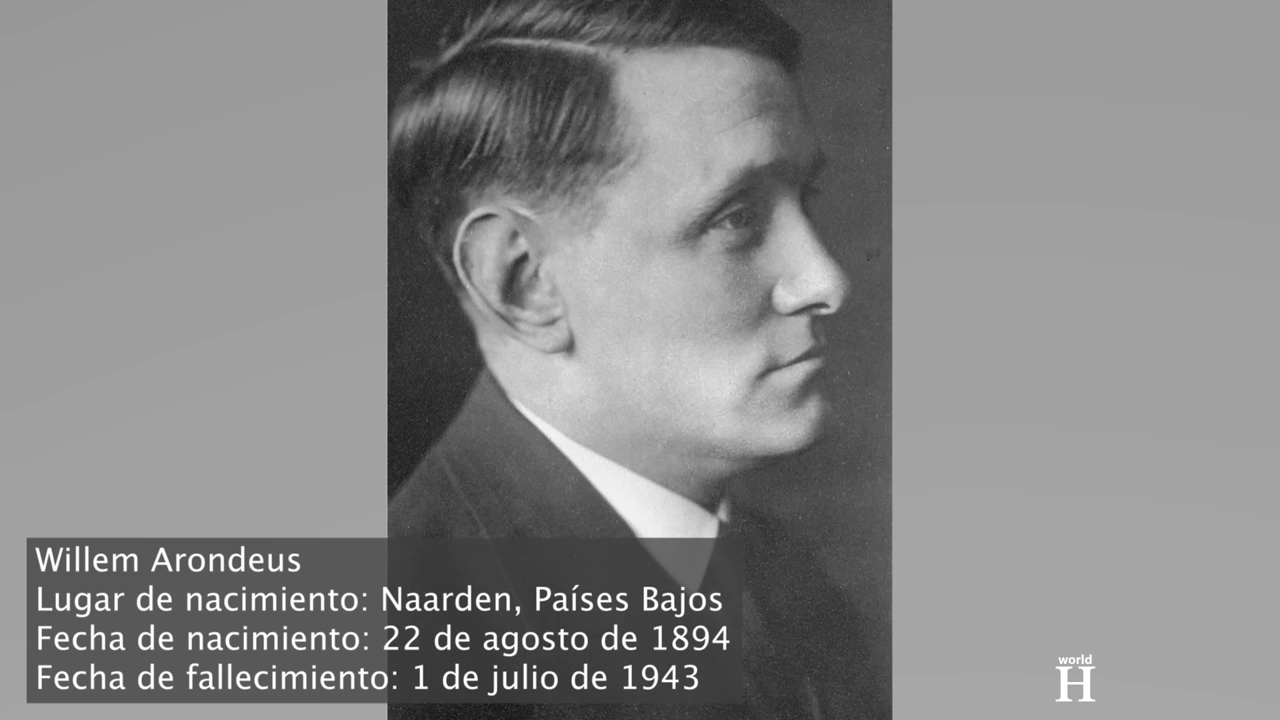 Willem Arondeus
Lugar de nacimiento: Naarden, Países Bajos
Fecha de nacimiento: 22 de agosto de 1894
Fecha de fallecimiento: 1 de julio de 1943
world
H